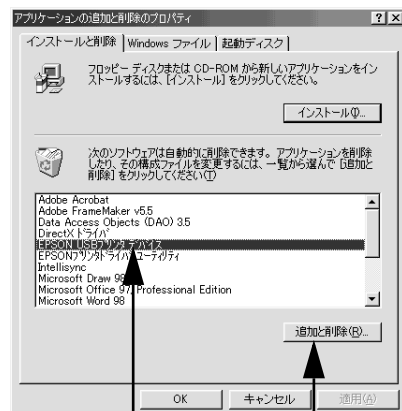 アプリケーションの追加と削除のプロパティ
インストールと削除 Windows ファイル 起動ディスク
フロッピー ディスクまたは CD-ROM から新しいアプリケーションをイン
ストールするには、[インストール] をクリックしてください。
インストール(I)...
次のソフトウェアは自動的に削除できます。アプリケーションを削除
したり、その構成ファイルを変更するには、一覧から選んで [追加と
削除] をクリックしてください(T)
Adobe Acrobat
Adobe FrameMaker v5.5
Data Access Objects (DAO) 3.5
DirectX ドライバ
EPSON USBプリンタ デバイス
EPSONプリンタドライバ・ユーティリティ
Intellisync
Microsoft Draw 98
Microsoft Office 97, Professional Edition
Microsoft Word 98
追加と削除(R)...
OK キャンセル 適用(A)